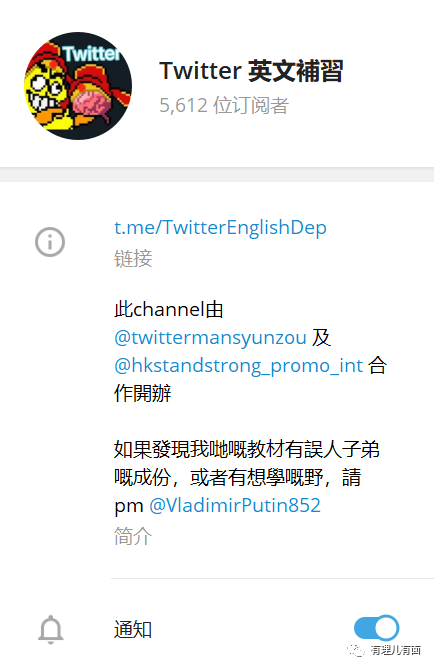 Twitter
Twitter 英文補習
5,612 位订阅者
t.me/TwitterEnglishDep
链接
此channel由
@twittermansyunzou 及
@hkstandstrong_promo_int 合
作開辦
如果發現我哋嘅教材有誤人子弟
嘅成份，或者有想學嘅野，請
pm @VladimirPutin852
简介
通知
有理儿有面